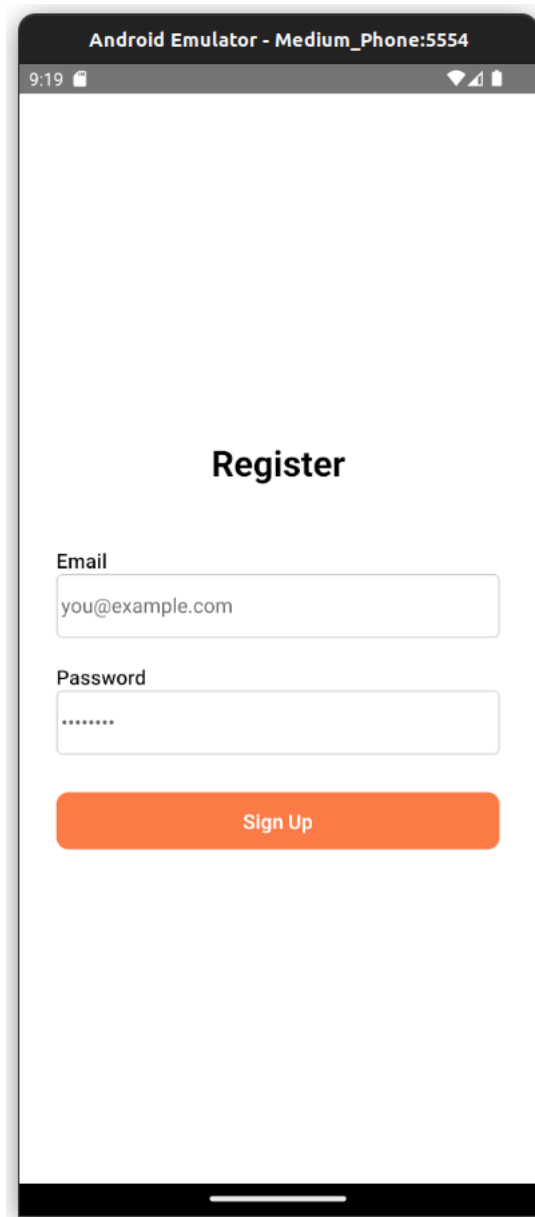 Android Emulator - Medium_Phone:5554
9:19
Register
Email
you@example.com
Password
••••••••
Sign Up